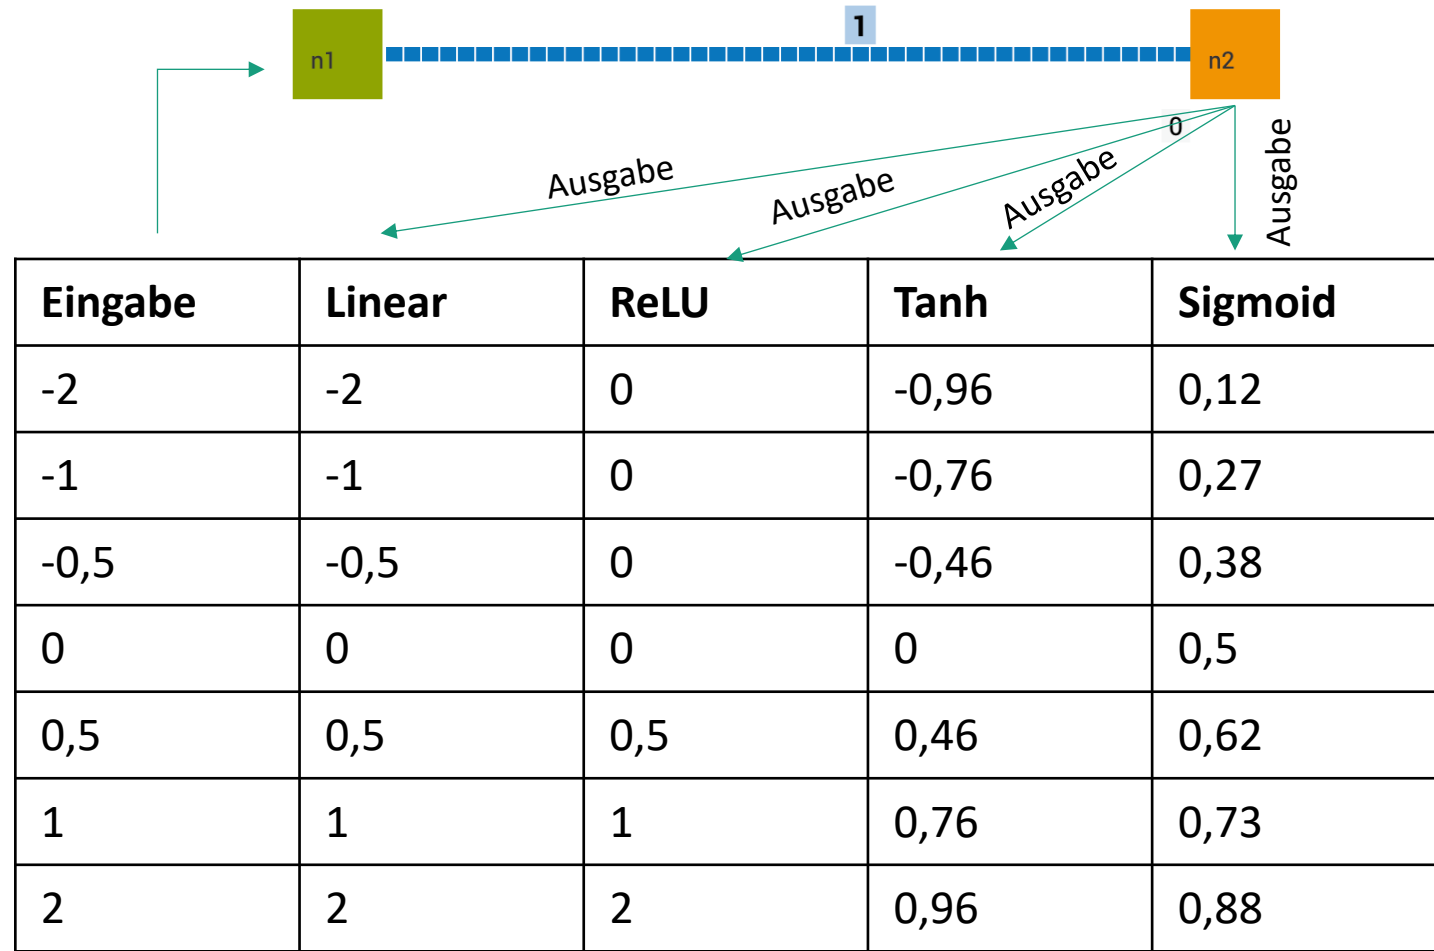 1
n1
n2
0
Ausgabe
Ausgabe
Ausgabe
Ausgabe
Eingabe Linear ReLU Tanh Sigmoid
-2 -2 0 -0,96 0,12
-1 -1 0 -0,76 0,27
-0,5 -0,5 0 -0,46 0,38
0 0 0 0 0,5
0,5 0,5 0,5 0,46 0,62
1 1 1 0,76 0,73
2 2 2 0,96 0,88